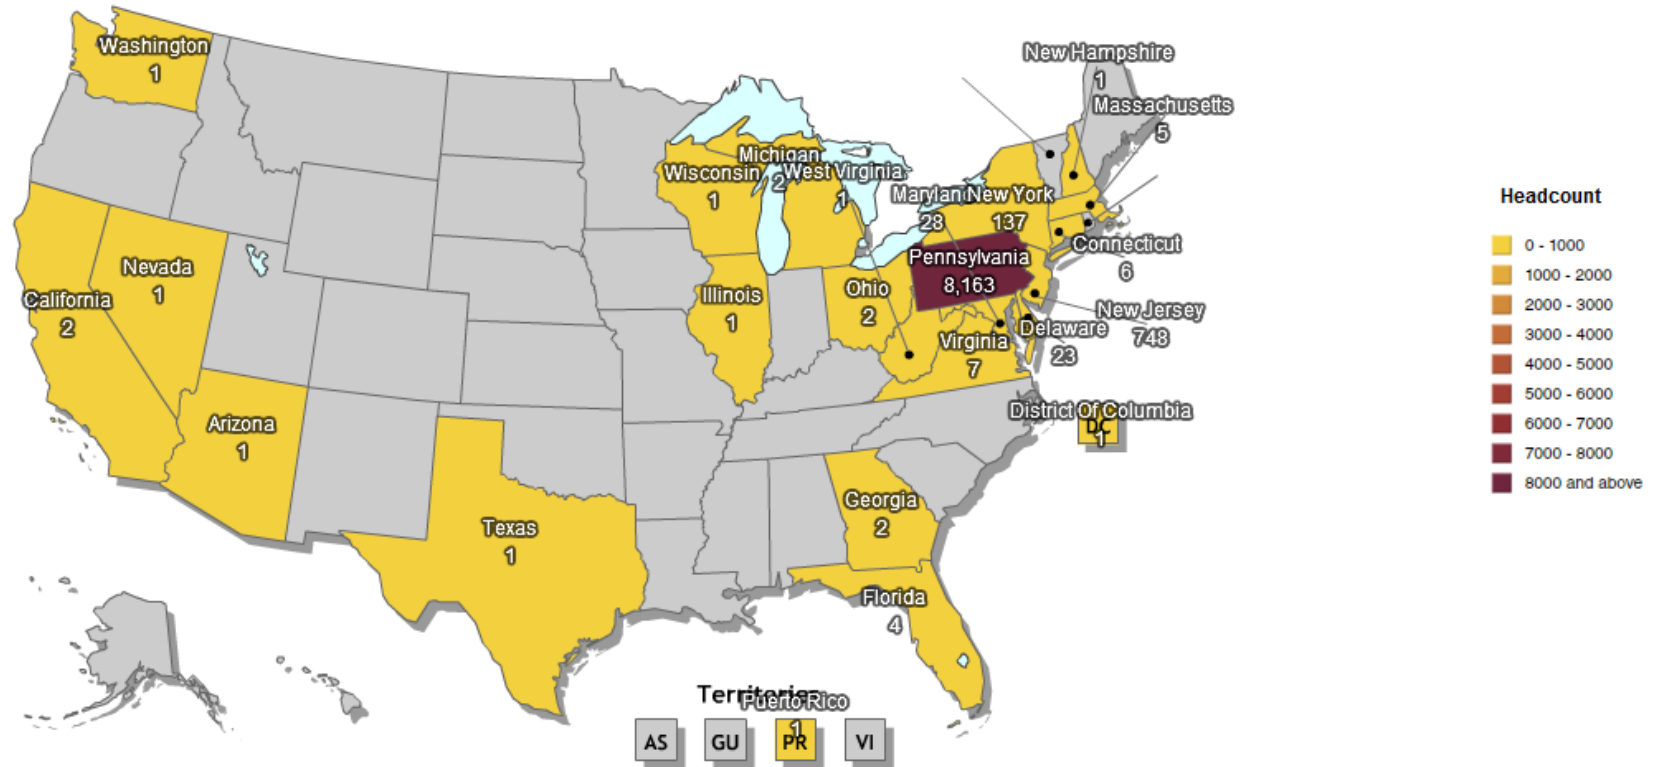 Washington
1
New Hampshire
1
Massachusetts
5
Michigan
2
Wisconsin
1
West Virginia
1
Maryland
28
New York
137
Connecticut
6
Pennsylvania
8,163
Nevada
1
California
2
Illinois
1
Ohio
2
New Jersey
748
Delaware
23
Virginia
7
District Of Columbia
DC
1
Arizona
1
Georgia
2
Texas
1
Florida
4
Territories
Puerto Rico
1
AS
GU
PR
VI
Headcount
0 - 1000
1000 - 2000
2000 - 3000
3000 - 4000
4000 - 5000
5000 - 6000
6000 - 7000
7000 - 8000
8000 and above